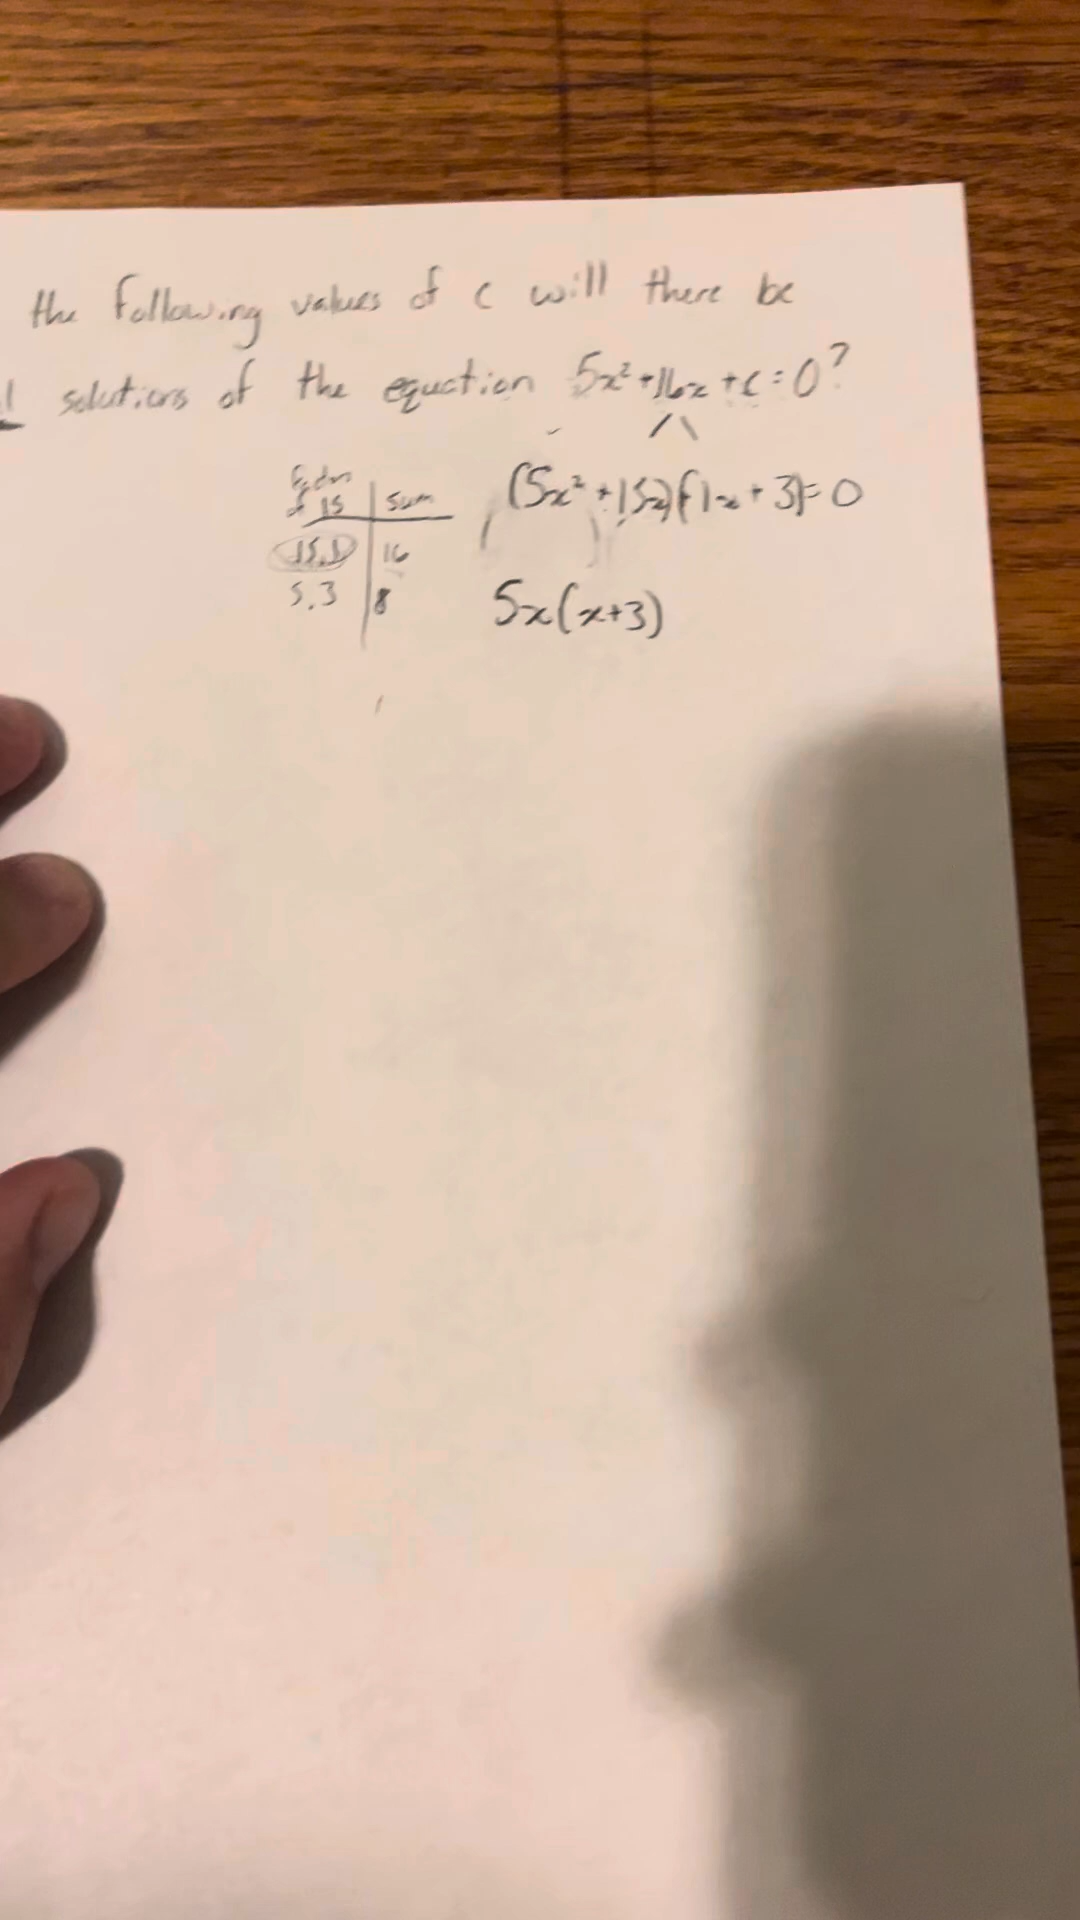 the following values of c will there be
solutions of the equation 5x²+16x+c=0?
of 15 | sum
15.1 | 16
5.3 | 8
(5x²+15x)(1x+3)=0
5x(x+3)